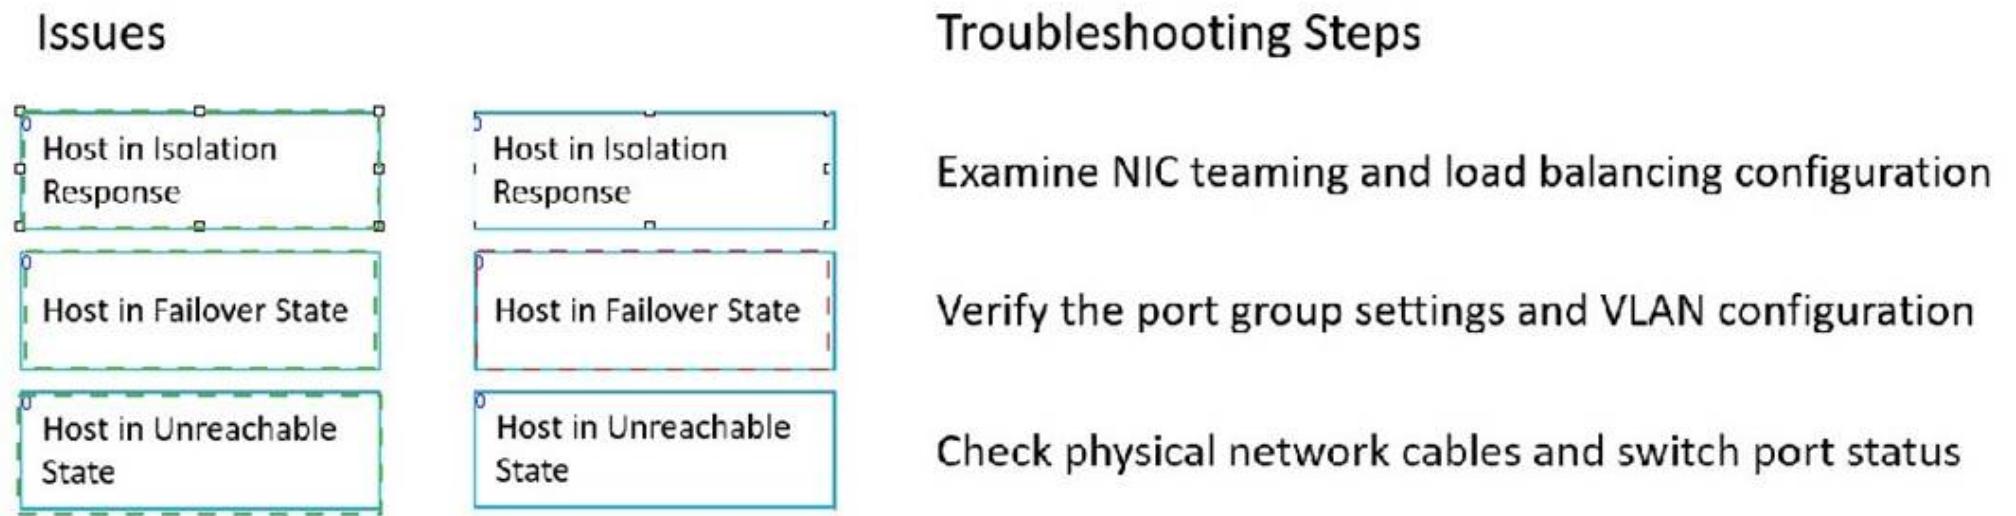 Issues
Troubleshooting Steps
Host in Isolation
Response
Host in Isolation
Response
Examine NIC teaming and load balancing configuration
Host in Failover State
Host in Failover State
Verify the port group settings and VLAN configuration
Host in Unreachable
State
Host in Unreachable
State
Check physical network cables and switch port status